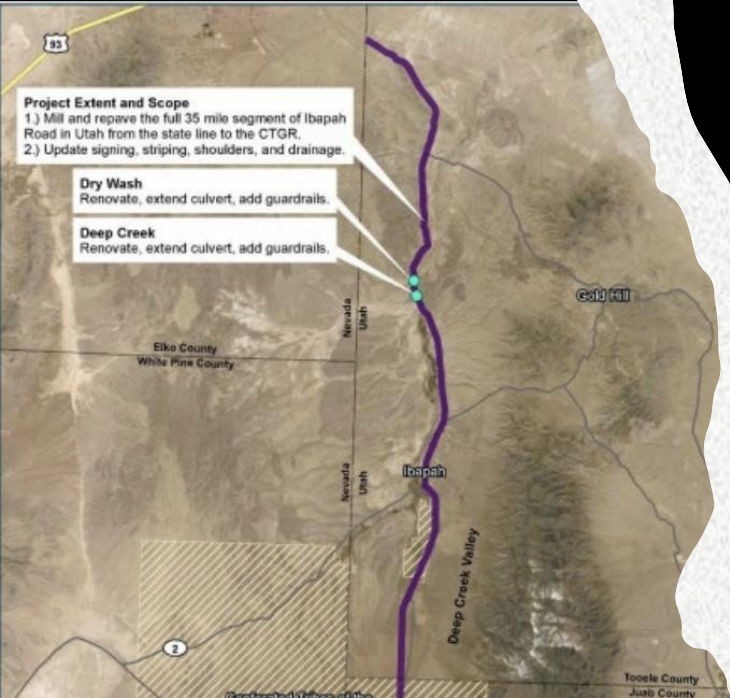 93
Project Extent and Scope
1.) Mill and repave the full 35 mile segment of Ibapah
Road in Utah from the state line to the CTGR.
2.) Update signing, striping, shoulders, and drainage.
Dry Wash
Renovate, extend culvert, add guardrails.
Deep Creek
Renovate, extend culvert, add guardrails.
Gold Hill
Nevada
Utah
Elko County
White Pine County
Ibapah
Nevada
Utah
Deep Creek Valley
2
Tooele County
Juab County
Tribes of the